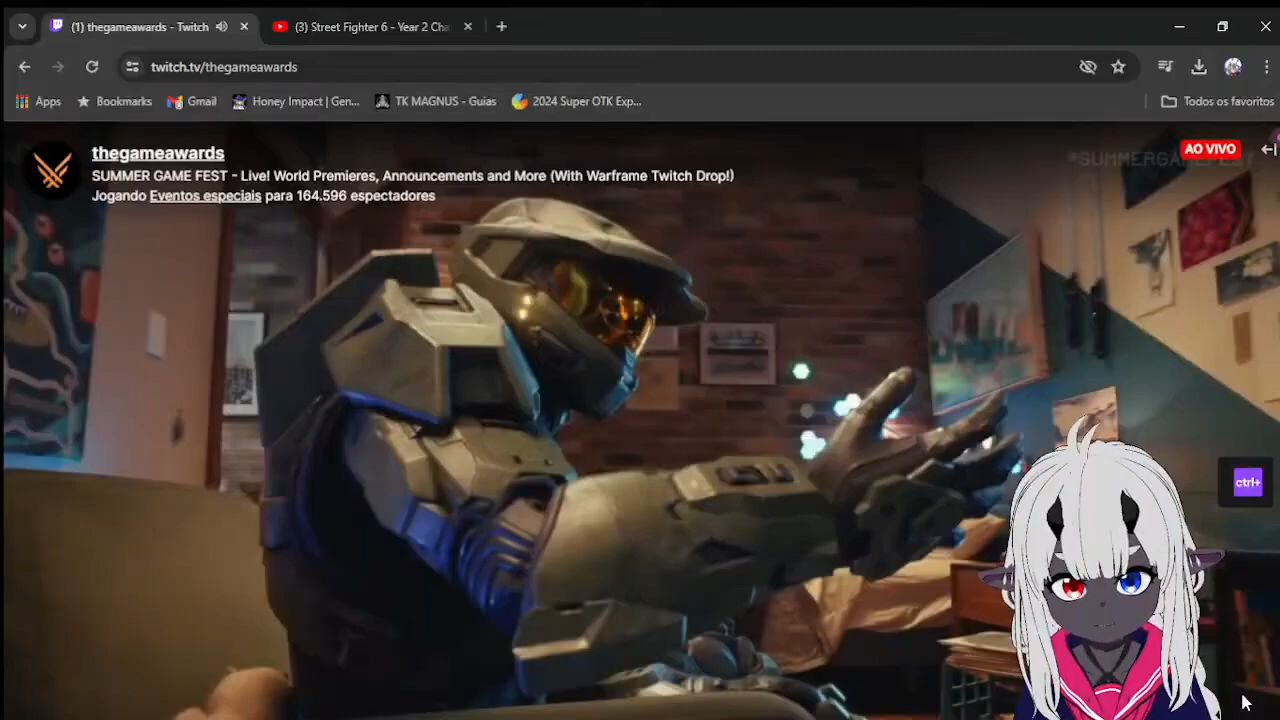 (1) thegameawards - Twitch
(3) Street Fighter 6 - Year 2 Cha
twitch.tv/thegameawards
Apps
Bookmarks
Gmail
Honey Impact | Gen...
TK MAGNUS - Guias
2024 Super OTK Exp...
Todos os favoritos
thegameawards
SUMMER GAME FEST - Live! World Premieres, Announcements and More (With Warframe Twitch Drop!)
Jogando Eventos especiais para 164.596 espectadores
AO VIVO
#SUMMERGAMEFEST
ctrl+